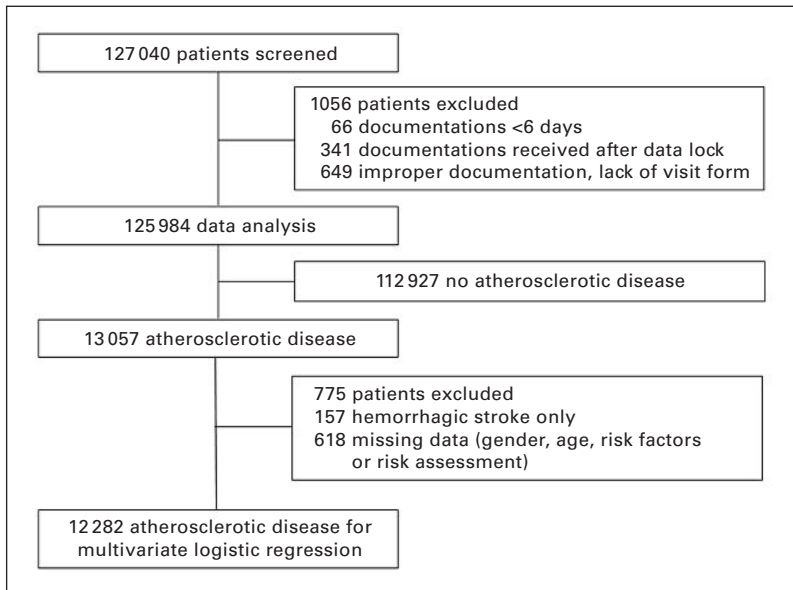 127 040 patients screened
1056 patients excluded
66 documentations <6 days
341 documentations received after data lock
649 improper documentation, lack of visit form
125 984 data analysis
112 927 no atherosclerotic disease
13 057 atherosclerotic disease
775 patients excluded
157 hemorrhagic stroke only
618 missing data (gender, age, risk factors
or risk assessment)
12 282 atherosclerotic disease for
multivariate logistic regression